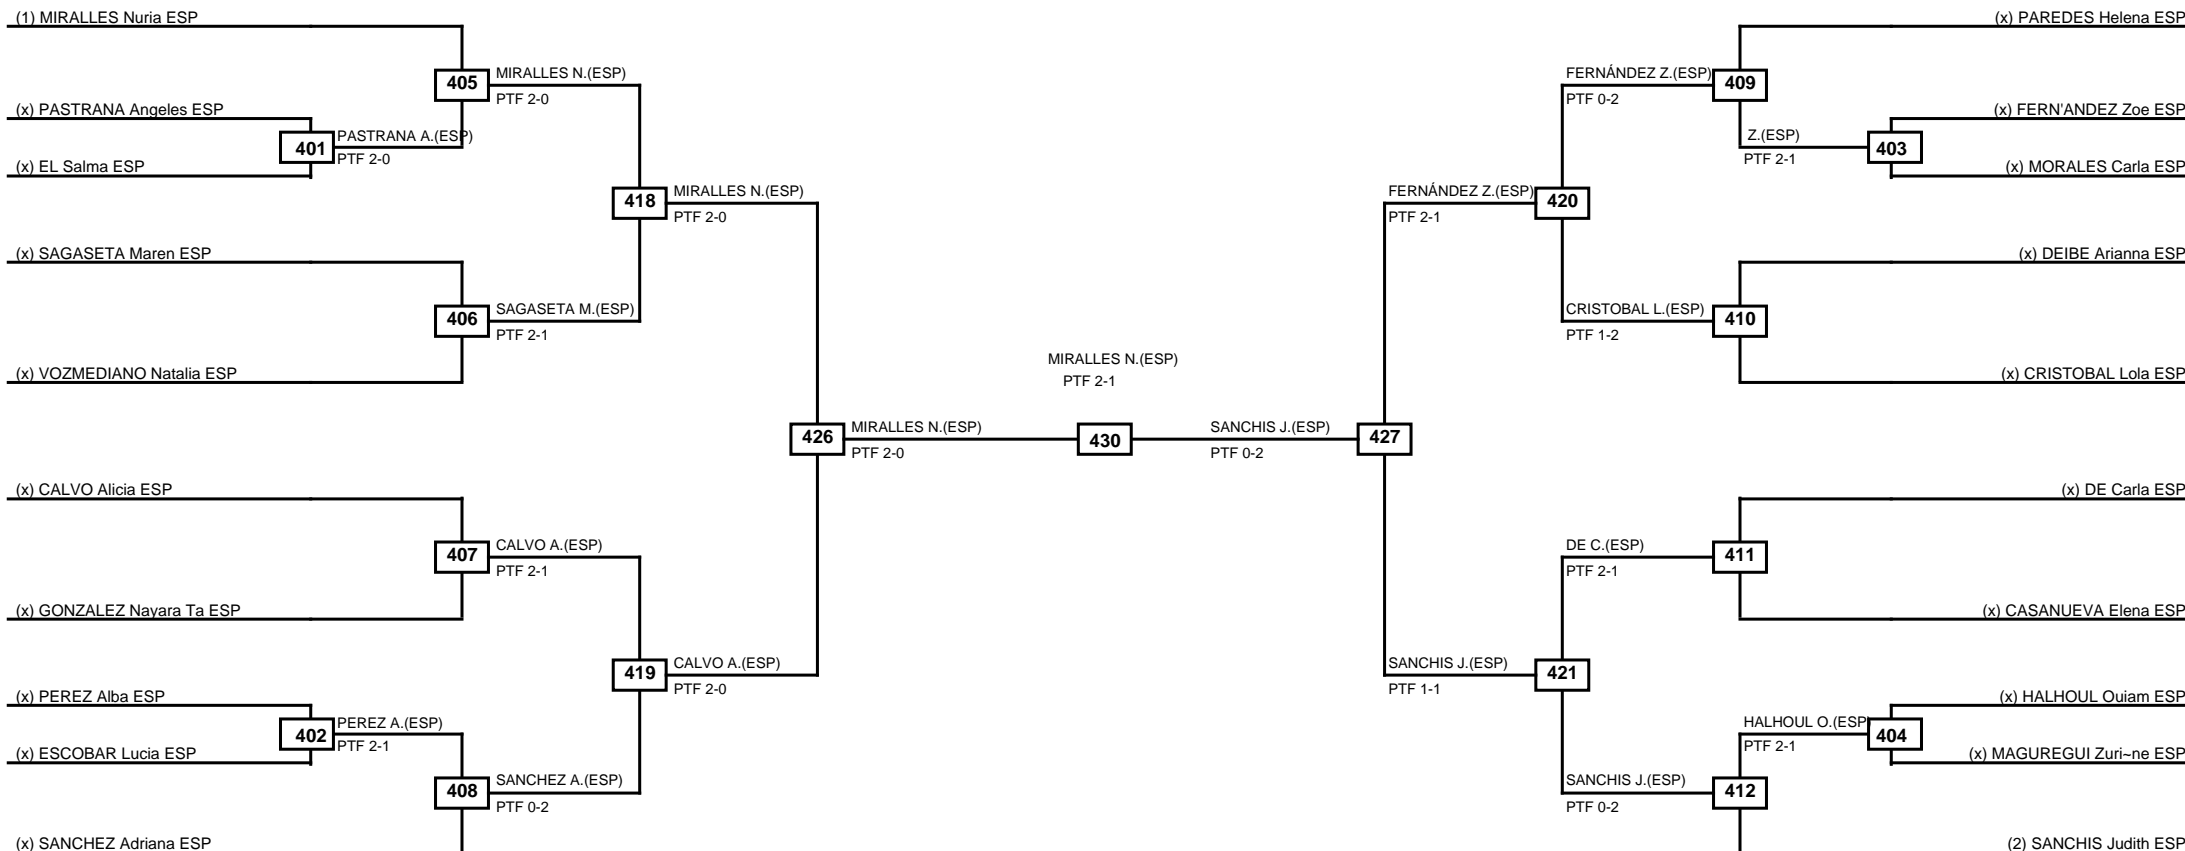 (1) MIRALLES Nuria ESP
(x) PAREDES Helena ESP
405
MIRALLES N.(ESP)
PTF 2-0
FERNÁNDEZ Z.(ESP)
PTF 0-2
409
(x) PASTRANA Angeles ESP
(x) FERN'ANDEZ Zoe ESP
401
PASTRANA A.(ESP)
PTF 2-0
Z.(ESP)
PTF 2-1
403
(x) EL Salma ESP
(x) MORALES Carla ESP
418
MIRALLES N.(ESP)
PTF 2-0
FERNÁNDEZ Z.(ESP)
PTF 2-1
420
(x) SAGASETA Maren ESP
(x) DEIBE Arianna ESP
406
SAGASETA M.(ESP)
PTF 2-1
CRISTOBAL L.(ESP)
PTF 1-2
410
(x) VOZMEDIANO Natalia ESP
(x) CRISTOBAL Lola ESP
MIRALLES N.(ESP)
PTF 2-1
426
MIRALLES N.(ESP)
PTF 2-0
430
SANCHIS J.(ESP)
PTF 0-2
427
(x) CALVO Alicia ESP
(x) DE Carla ESP
407
CALVO A.(ESP)
PTF 2-1
DE C.(ESP)
PTF 2-1
411
(x) GONZALEZ Nayara Ta ESP
(x) CASANUEVA Elena ESP
419
CALVO A.(ESP)
PTF 2-0
SANCHIS J.(ESP)
PTF 1-1
421
(x) PEREZ Alba ESP
(x) HALHOUL Ouiam ESP
402
PEREZ A.(ESP)
PTF 2-1
HALHOUL O.(ESP
PTF 2-1
404
(x) ESCOBAR Lucia ESP
(x) MAGUREGUI Zuri~ne ESP
408
SANCHEZ A.(ESP)
PTF 0-2
SANCHIS J.(ESP)
PTF 0-2
412
(x) SANCHEZ Adriana ESP
(2) SANCHIS Judith ESP